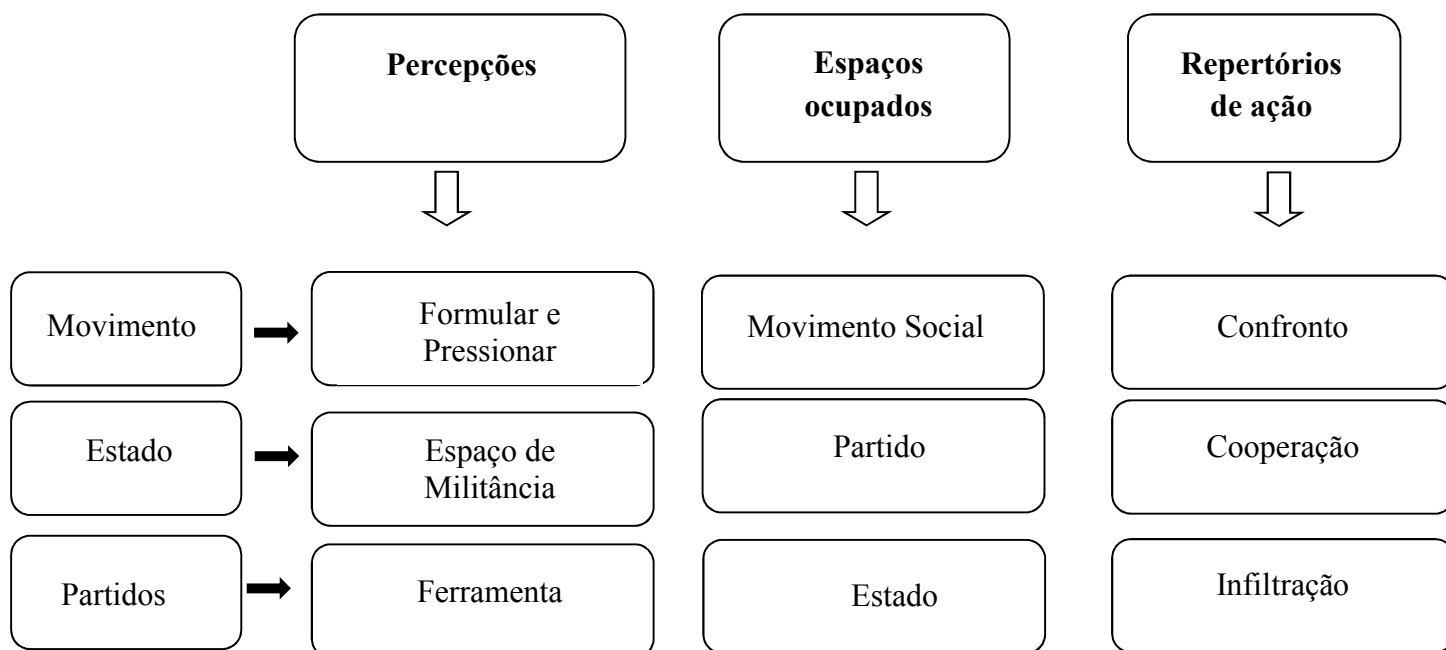 Percepções
Espaços
ocupados
Repertórios
de ação
Movimento
Formular e
Pressionar
Movimento Social
Confronto
Estado
Espaço de
Militância
Partido
Cooperação
Partidos
Ferramenta
Estado
Infiltração